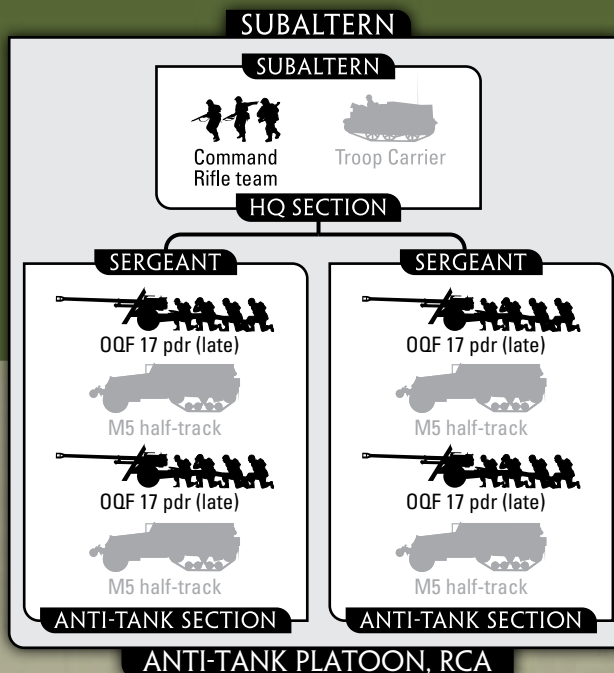 SUBALTERN
SUBALTERN
Command
Rifle team
Troop Carrier
HQ SECTION
SERGEANT
OQF 17 pdr (late)
M5 half-track
OQF 17 pdr (late)
M5 half-track
ANTI-TANK SECTION
SERGEANT
OQF 17 pdr (late)
M5 half-track
OQF 17 pdr (late)
M5 half-track
ANTI-TANK SECTION
ANTI-TANK PLATOON, RCA